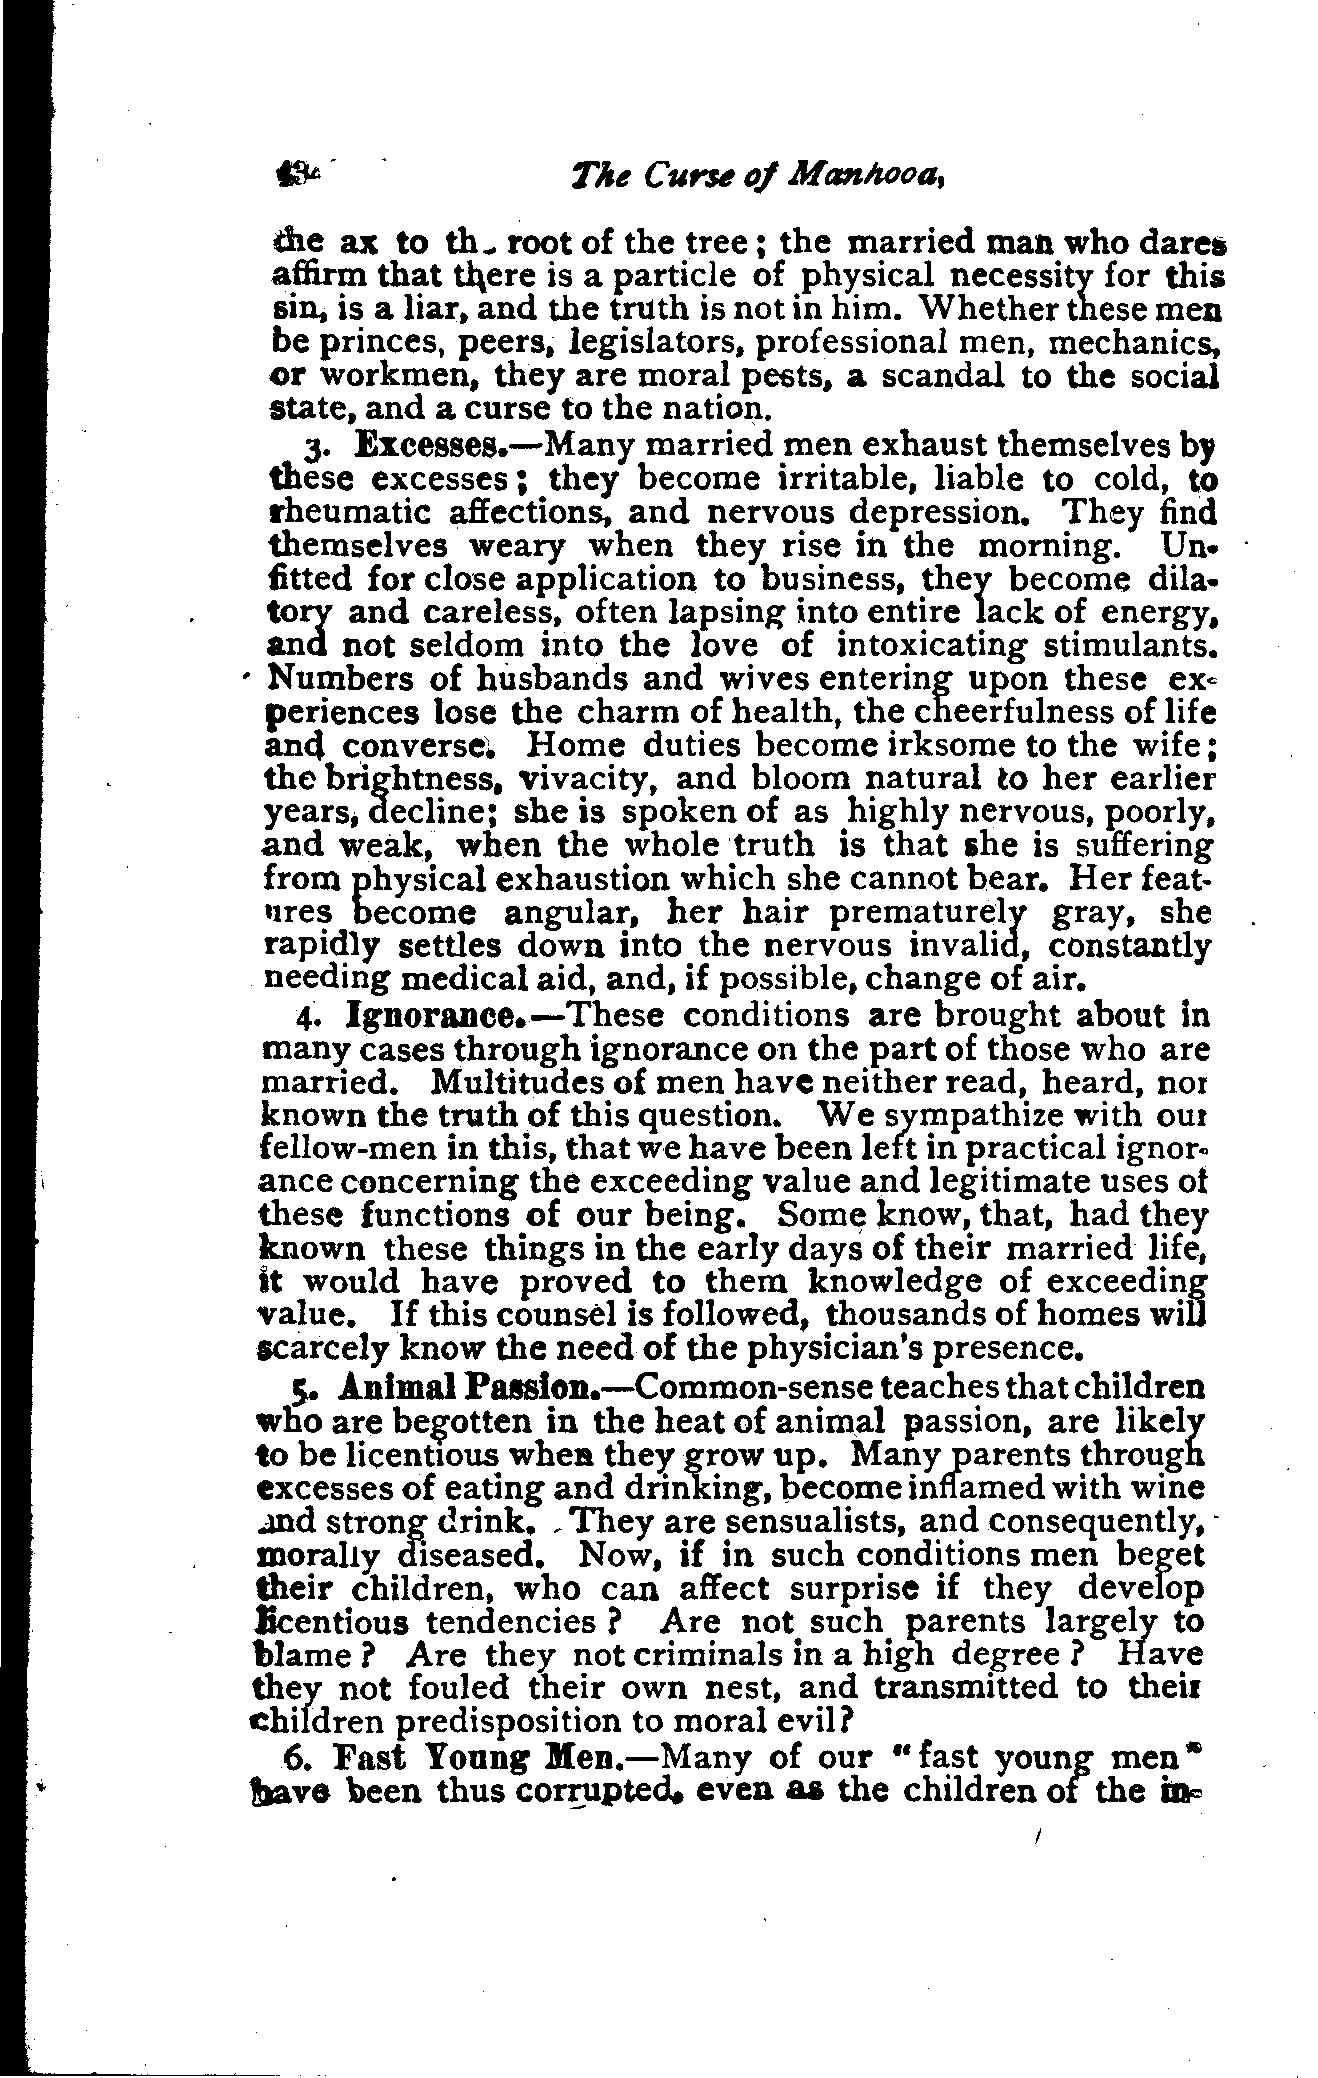 The Curse of Manhood,
the ax to the root of the tree; the married man who dares
affirm that there is a particle of physical necessity for this
sin, is a liar, and the truth is not in him. Whether these men
be princes, peers, legislators, professional men, mechanics,
or workmen, they are moral pests, a scandal to the social
state, and a curse to the nation.
3. Excesses.—Many married men exhaust themselves by
these excesses; they become irritable, liable to cold, to
rheumatic affections, and nervous depression. They find
themselves weary when they rise in the morning. Un-
fitted for close application to business, they become dila-
tory and careless, often lapsing into entire lack of energy,
and not seldom into the love of intoxicating stimulants.
Numbers of husbands and wives entering upon these ex-
periences lose the charm of health, the cheerfulness of life
and converse. Home duties become irksome to the wife;
the brightness, vivacity, and bloom natural to her earlier
years, decline; she is spoken of as highly nervous, poorly,
and weak, when the whole truth is that she is suffering
from physical exhaustion which she cannot bear. Her feat-
ures become angular, her hair prematurely gray, she
rapidly settles down into the nervous invalid, constantly
needing medical aid, and, if possible, change of air.
4. Ignorance.—These conditions are brought about in
many cases through ignorance on the part of those who are
married. Multitudes of men have neither read, heard, nor
known the truth of this question. We sympathize with our
fellow-men in this, that we have been left in practical ignor-
ance concerning the exceeding value and legitimate uses of
these functions of our being. Some know, that, had they
known these things in the early days of their married life,
it would have proved to them knowledge of exceeding
value. If this counsel is followed, thousands of homes will
scarcely know the need of the physician's presence.
5. Animal Passion.—Common-sense teaches that children
who are begotten in the heat of animal passion, are likely
to be licentious when they grow up. Many parents through
excesses of eating and drinking, become inflamed with wine
and strong drink. They are sensualists, and consequently,
morally diseased. Now, if in such conditions men beget
their children, who can affect surprise if they develop
licentious tendencies? Are not such parents largely to
blame? Are they not criminals in a high degree? Have
they not fouled their own nest, and transmitted to their
children predisposition to moral evil?
6. Fast Young Men.—Many of our "fast young men"
have been thus corrupted, even as the children of the in-